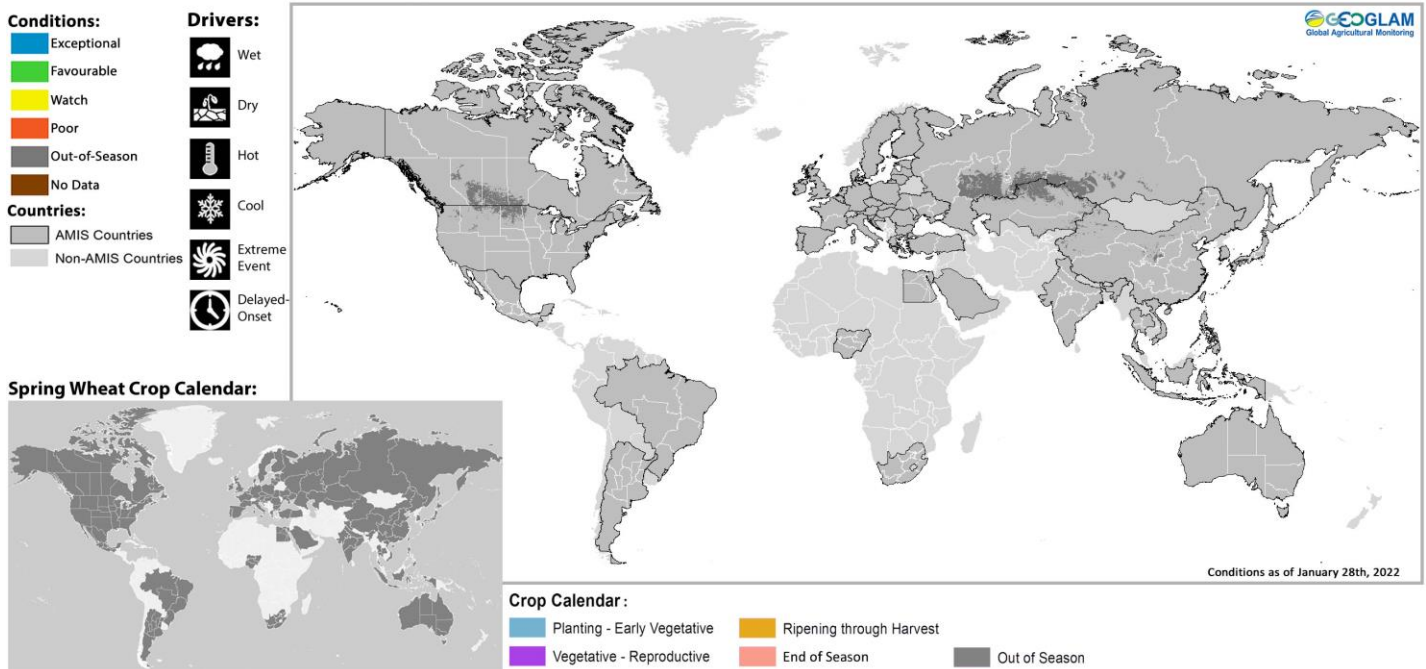 Conditions:
Exceptional
Favourable
Watch
Poor
Out-of-Season
No Data
Countries:
AMIS Countries
Non-AMIS Countries
Drivers:
Wet
Dry
Hot
Cool
Extreme
Event
Delayed-
Onset
GEOGLAM
Global Agricultural Monitoring
Conditions as of January 28th, 2022
Spring Wheat Crop Calendar:
Crop Calendar :
Planting - Early Vegetative
Ripening through Harvest
Vegetative - Reproductive
End of Season
Out of Season